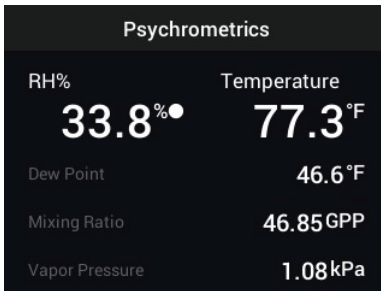 Psychrometrics
RH% Temperature
33.8% 77.3°F
Dew Point 46.6°F
Mixing Ratio 46.85GPP
Vapor Pressure 1.08kPa